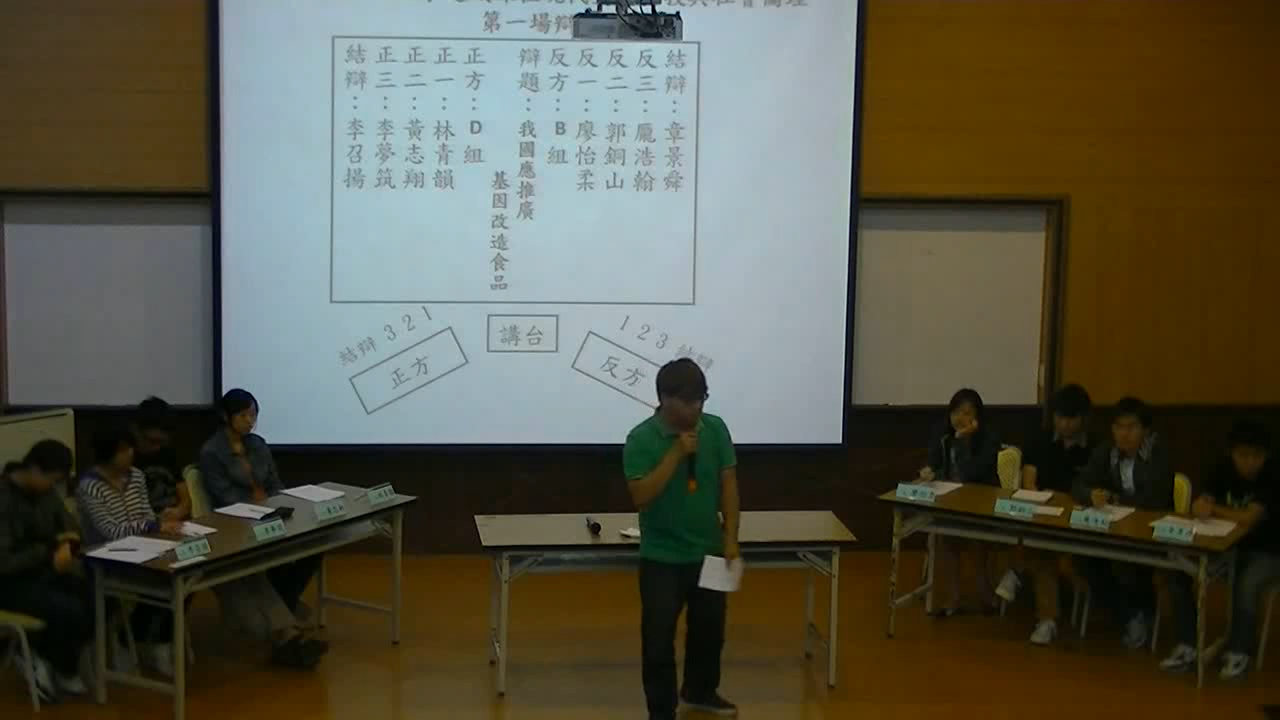 第一場辯
結辯：章景舜
反三：龎浩翰
反二：郭銅山
反一：廖怡柔
反方：B組
辯題：我國應推廣
基因改造食品
正方：D組
正一：林青韻
正二：黃志翔
正三：李夢筑
結辯：李召揚
結辯 3 2 1
講台
1 2 3 結辯
正方
反方